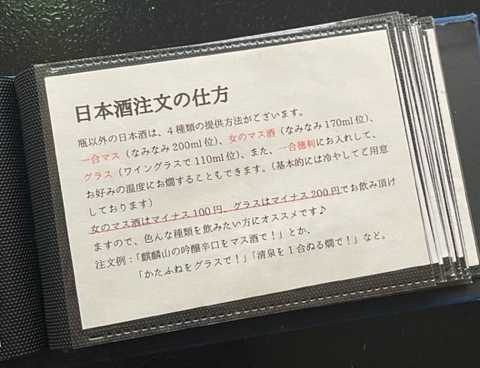 日本酒注文の仕方
瓶以外の日本酒は、4種類の提供方法がございます。
一合マス（なみなみ200ml位）、女のマス酒（なみなみ170ml位）、
グラス（ワイングラスで110ml位）、また、一合徳利にお入れして、
お好みの温度にお燗することもできます。（基本的には冷やしてご用意
しております）
女のマス酒はマイナス100円、グラスはマイナス200円でお飲み頂け
ますので、色んな種類を飲みたい方にオススメです♪
注文例：「麒麟山の吟醸辛口をマス酒で！」とか、
「かたふねをグラスで！」「清泉を1合ぬる燗で！」など。